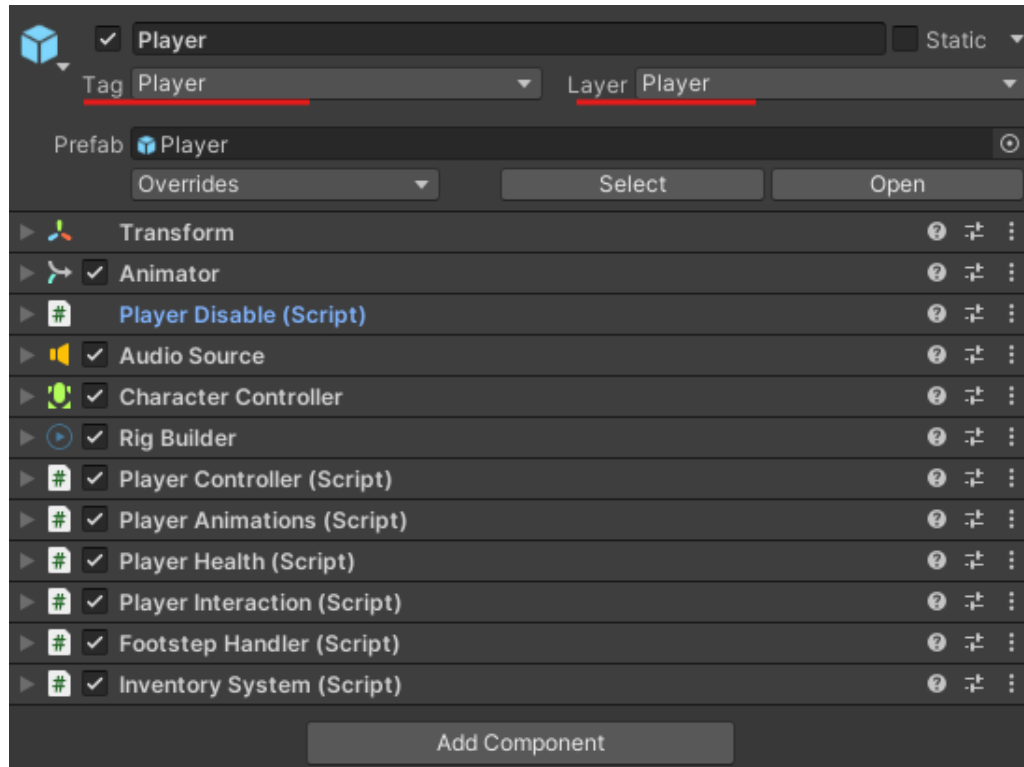 Player Static
Tag Player Layer Player
Prefab Player
Overrides Select Open
Transform
Animator
Player Disable (Script)
Audio Source
Character Controller
Rig Builder
Player Controller (Script)
Player Animations (Script)
Player Health (Script)
Player Interaction (Script)
Footstep Handler (Script)
Inventory System (Script)
Add Component